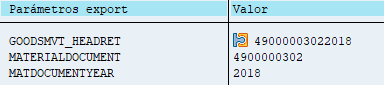 Parámetros export Valor
GOODSMVT_HEADRET 49000003022018
MATERIALDOCUMENT 4900000302
MATDOCUMENTYEAR 2018